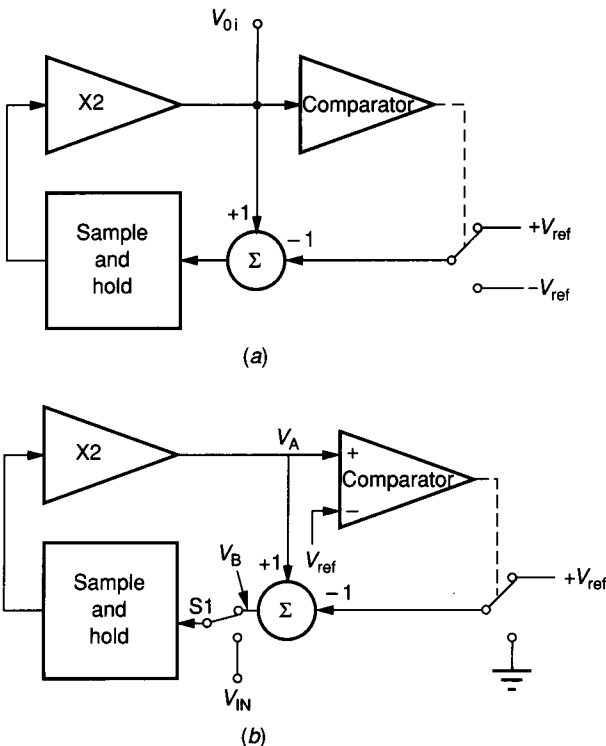 V0i
X2
Comparator
+1
Sample
and
hold
Σ
−1
+Vref
−Vref
(a)
X2
VA
+
Comparator
−
Vref
Sample
and
hold
S1
VB
+1
Σ
−1
+Vref
VIN
(b)